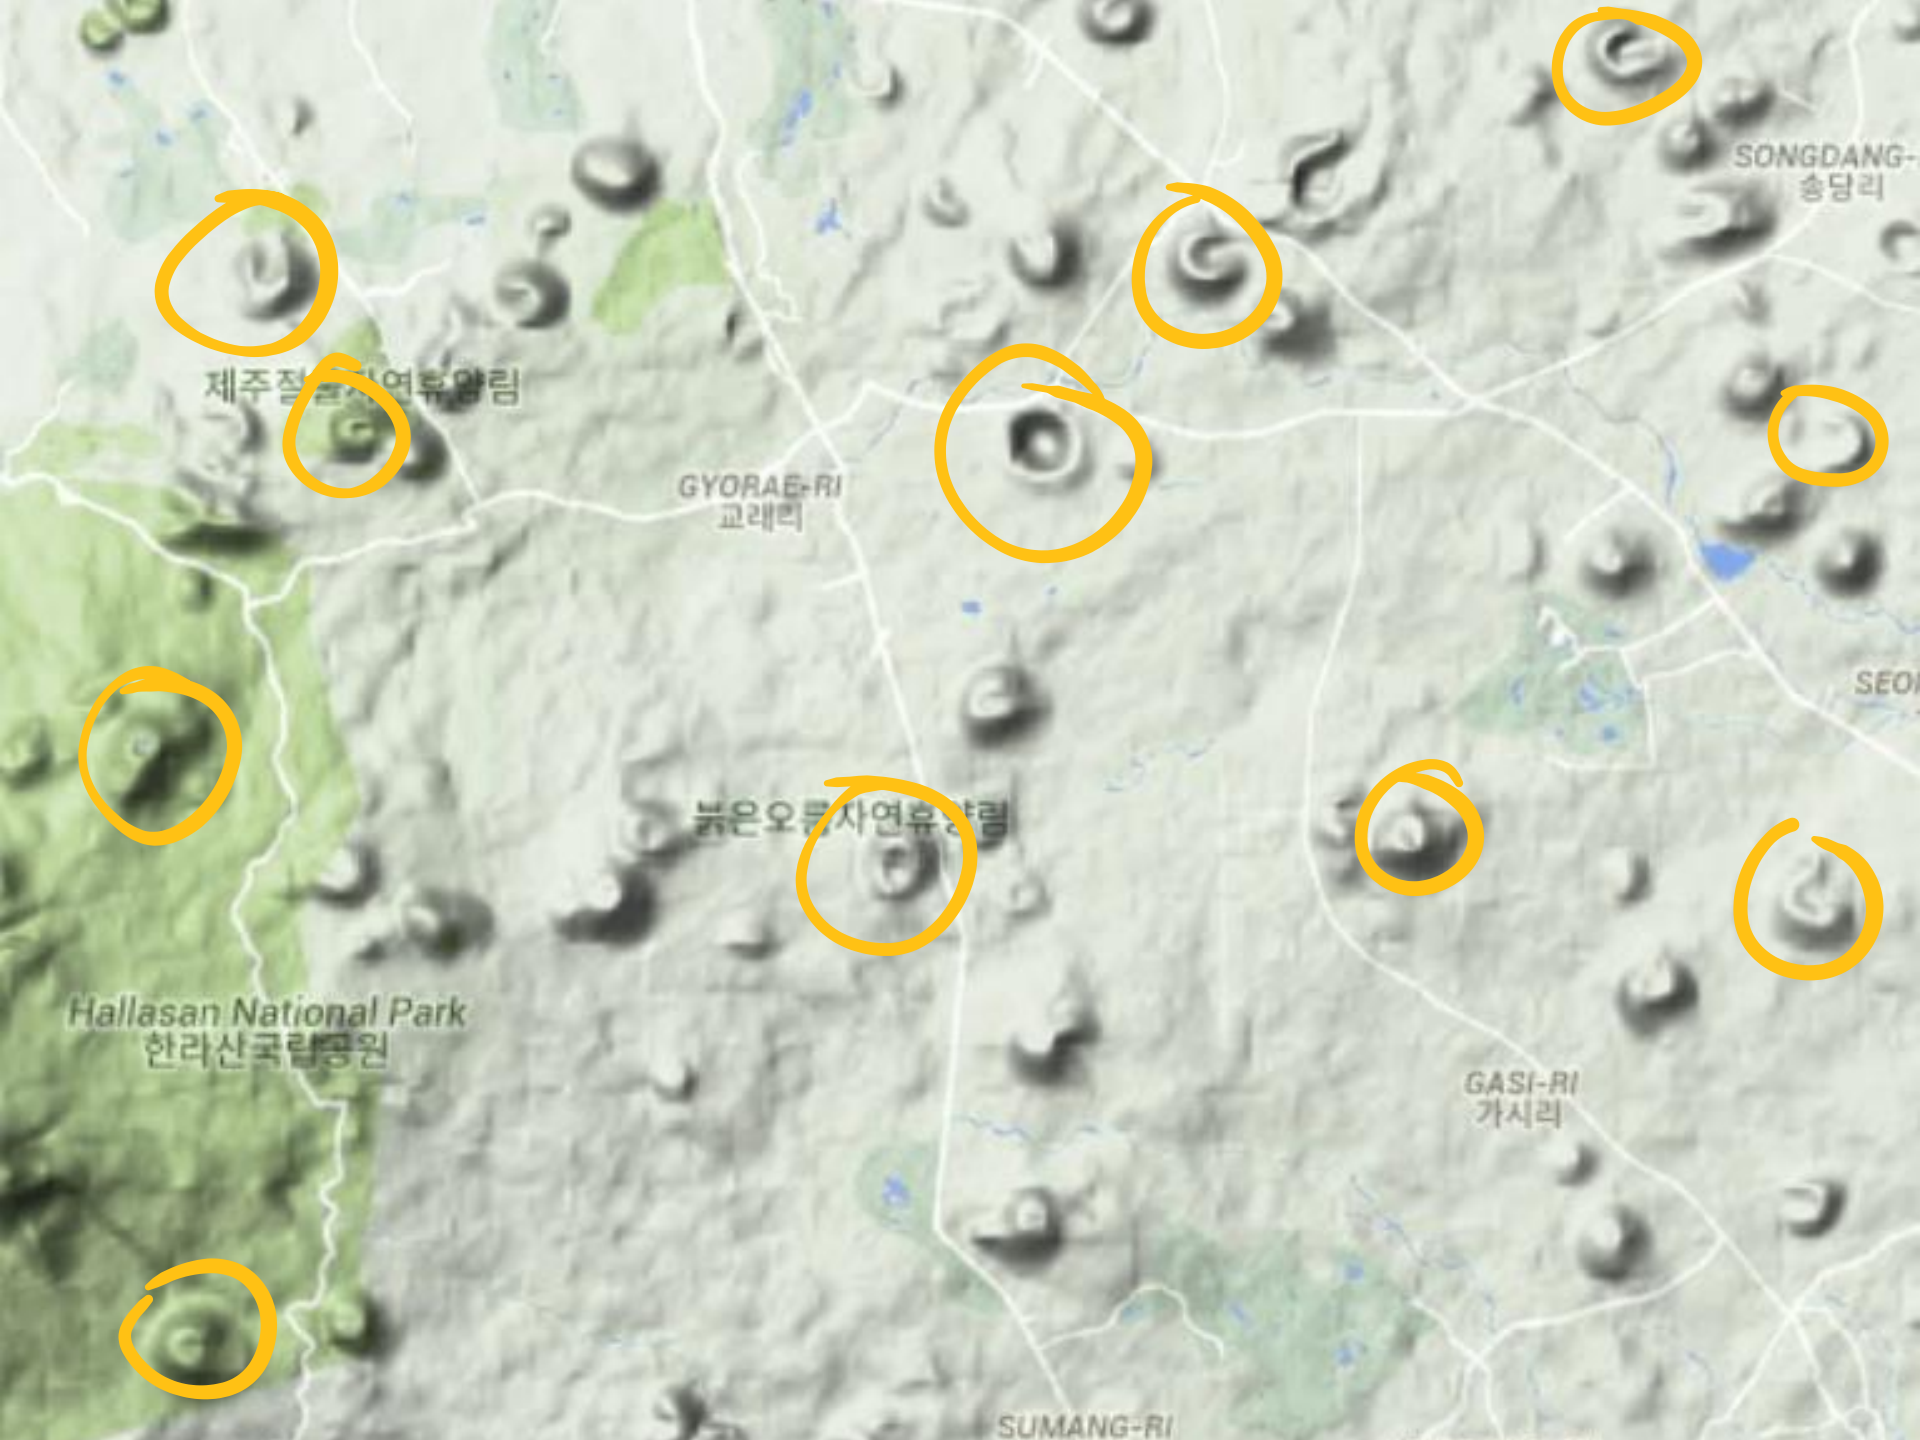 SONGDANG-
송당리
제주절물자연휴양림
GYORAE-RI
교래리
SEO
붉은오름자연휴양림
Hallasan National Park
한라산국립공원
GASI-RI
가시리
SUMANG-RI